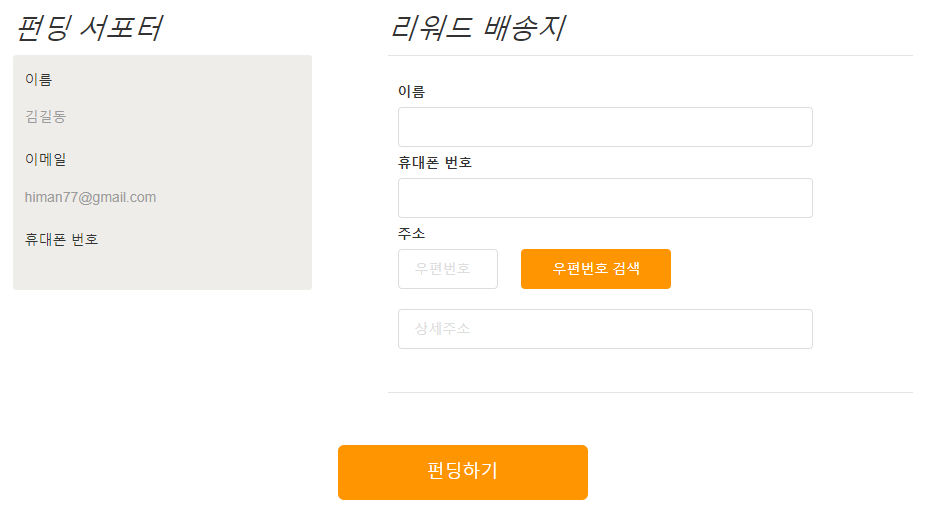 펀딩 서포터
이름
김길동
이메일
himan77@gmail.com
휴대폰 번호
리워드 배송지
이름
휴대폰 번호
주소
우편번호
우편번호 검색
상세주소
펀딩하기